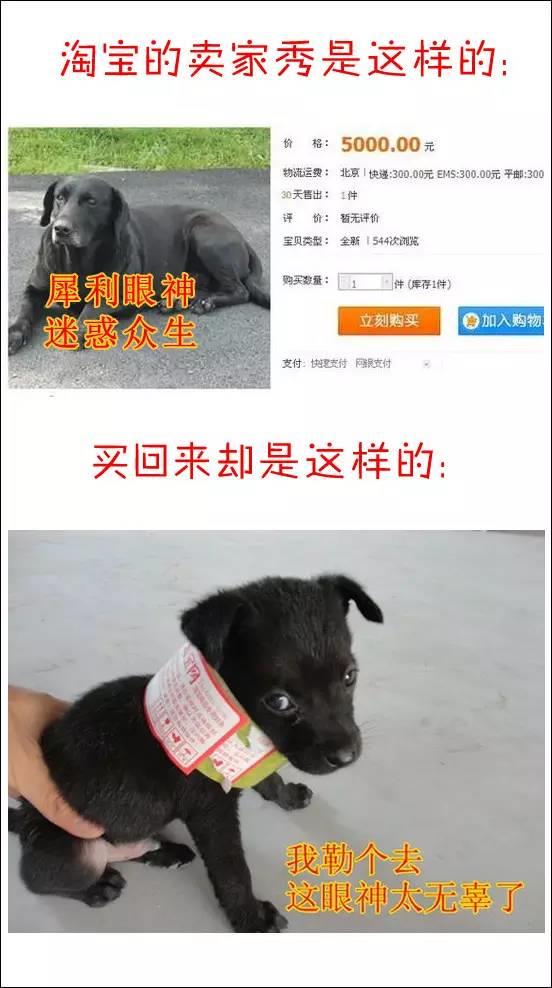 淘宝的卖家秀是这样的:
价 格: 5000.00 元
物流运费: 北京 | 快递:300.00元 EMS:300.00元 平邮:300
30天售出: 1件
评 价: 暂无评价
宝贝类型: 全新 | 544次浏览
购买数量: 1 件 (库存1件)
立刻购买 加入购物
支付: 快捷支付 网银支付
犀利眼神
迷惑众生
买回来却是这样的:
我勒个去
这眼神太无辜了